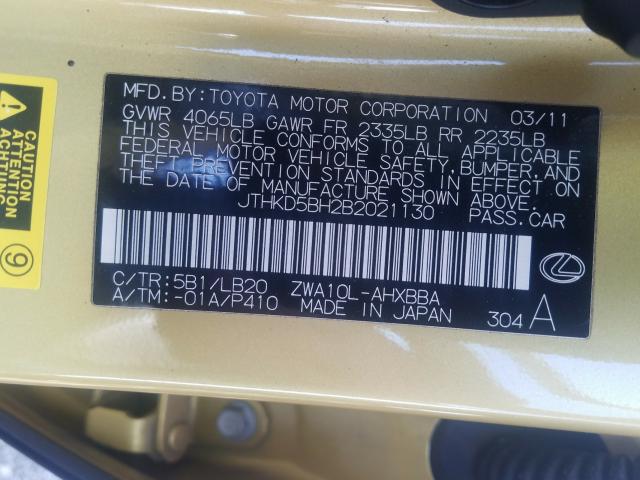 MFD. BY: TOYOTA MOTOR CORPORATION 03/11
GVWR 4065LB GAWR FR 2335LB RR 2235LB
THIS VEHICLE CONFORMS TO ALL APPLICABLE
FEDERAL MOTOR VEHICLE SAFETY, BUMPER, AND
THEFT PREVENTION STANDARDS IN EFFECT ON
THE DATE OF MANUFACTURE SHOWN ABOVE.
JTHKD5BH2B2021130 PASS.CAR
C/TR: 5B1/LB20 ZWA10L-AHXBBA
A/TM: -01A/P410 MADE IN JAPAN 304 A
CAUTION
ATTENTION
ACHTUNG
9